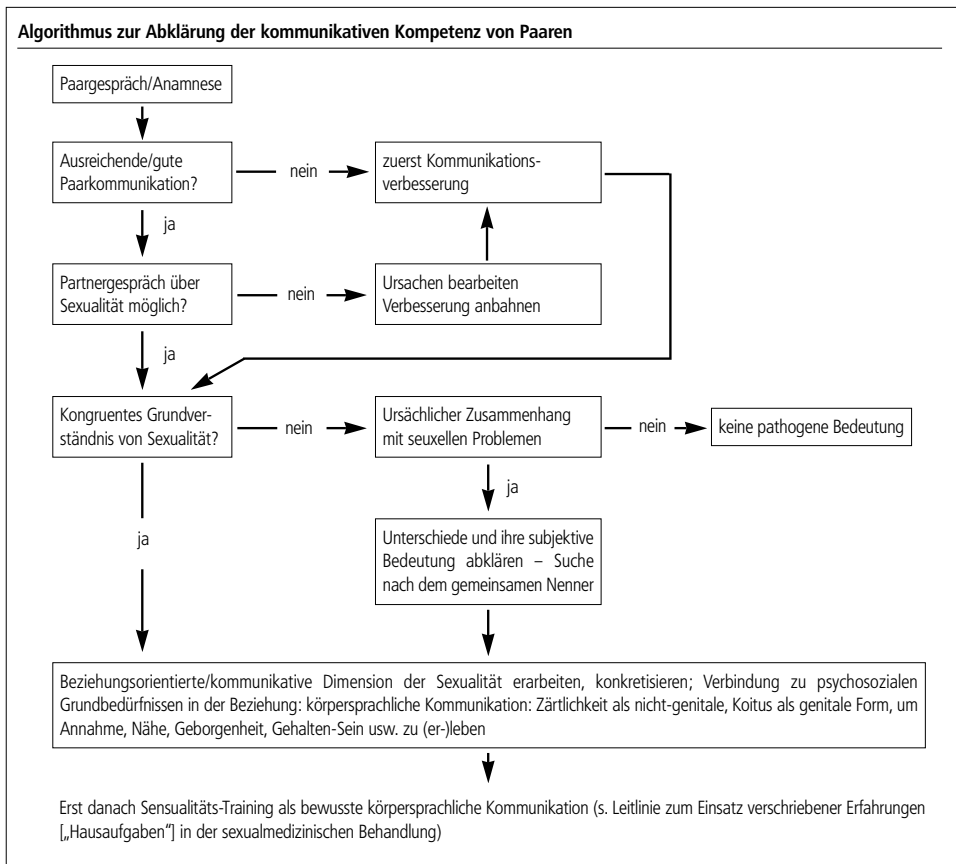 Algorithmus zur Abklärung der kommunikativen Kompetenz von Paaren
Paargespräch/Anamnese
Ausreichende/gute
Paarkommunikation?
nein
zuerst Kommunikations-
verbesserung
ja
Partnergespräch über
Sexualität möglich?
nein
Ursachen bearbeiten
Verbesserung anbahnen
ja
Kongruentes Grundver-
ständnis von Sexualität?
nein
Ursächlicher Zusammenhang
mit seuxellen Problemen
nein
keine pathogene Bedeutung
ja
ja
Unterschiede und ihre subjektive
Bedeutung abklären – Suche
nach dem gemeinsamen Nenner
Beziehungsorientierte/kommunikative Dimension der Sexualität erarbeiten, konkretisieren; Verbindung zu psychosozialen
Grundbedürfnissen in der Beziehung: körpersprachliche Kommunikation: Zärtlichkeit als nicht-genitale, Koitus als genitale Form, um
Annahme, Nähe, Geborgenheit, Gehalten-Sein usw. zu (er-)leben
Erst danach Sensualitäts-Training als bewusste körpersprachliche Kommunikation (s. Leitlinie zum Einsatz verschriebener Erfahrungen
[„Hausaufgaben"] in der sexualmedizinischen Behandlung)